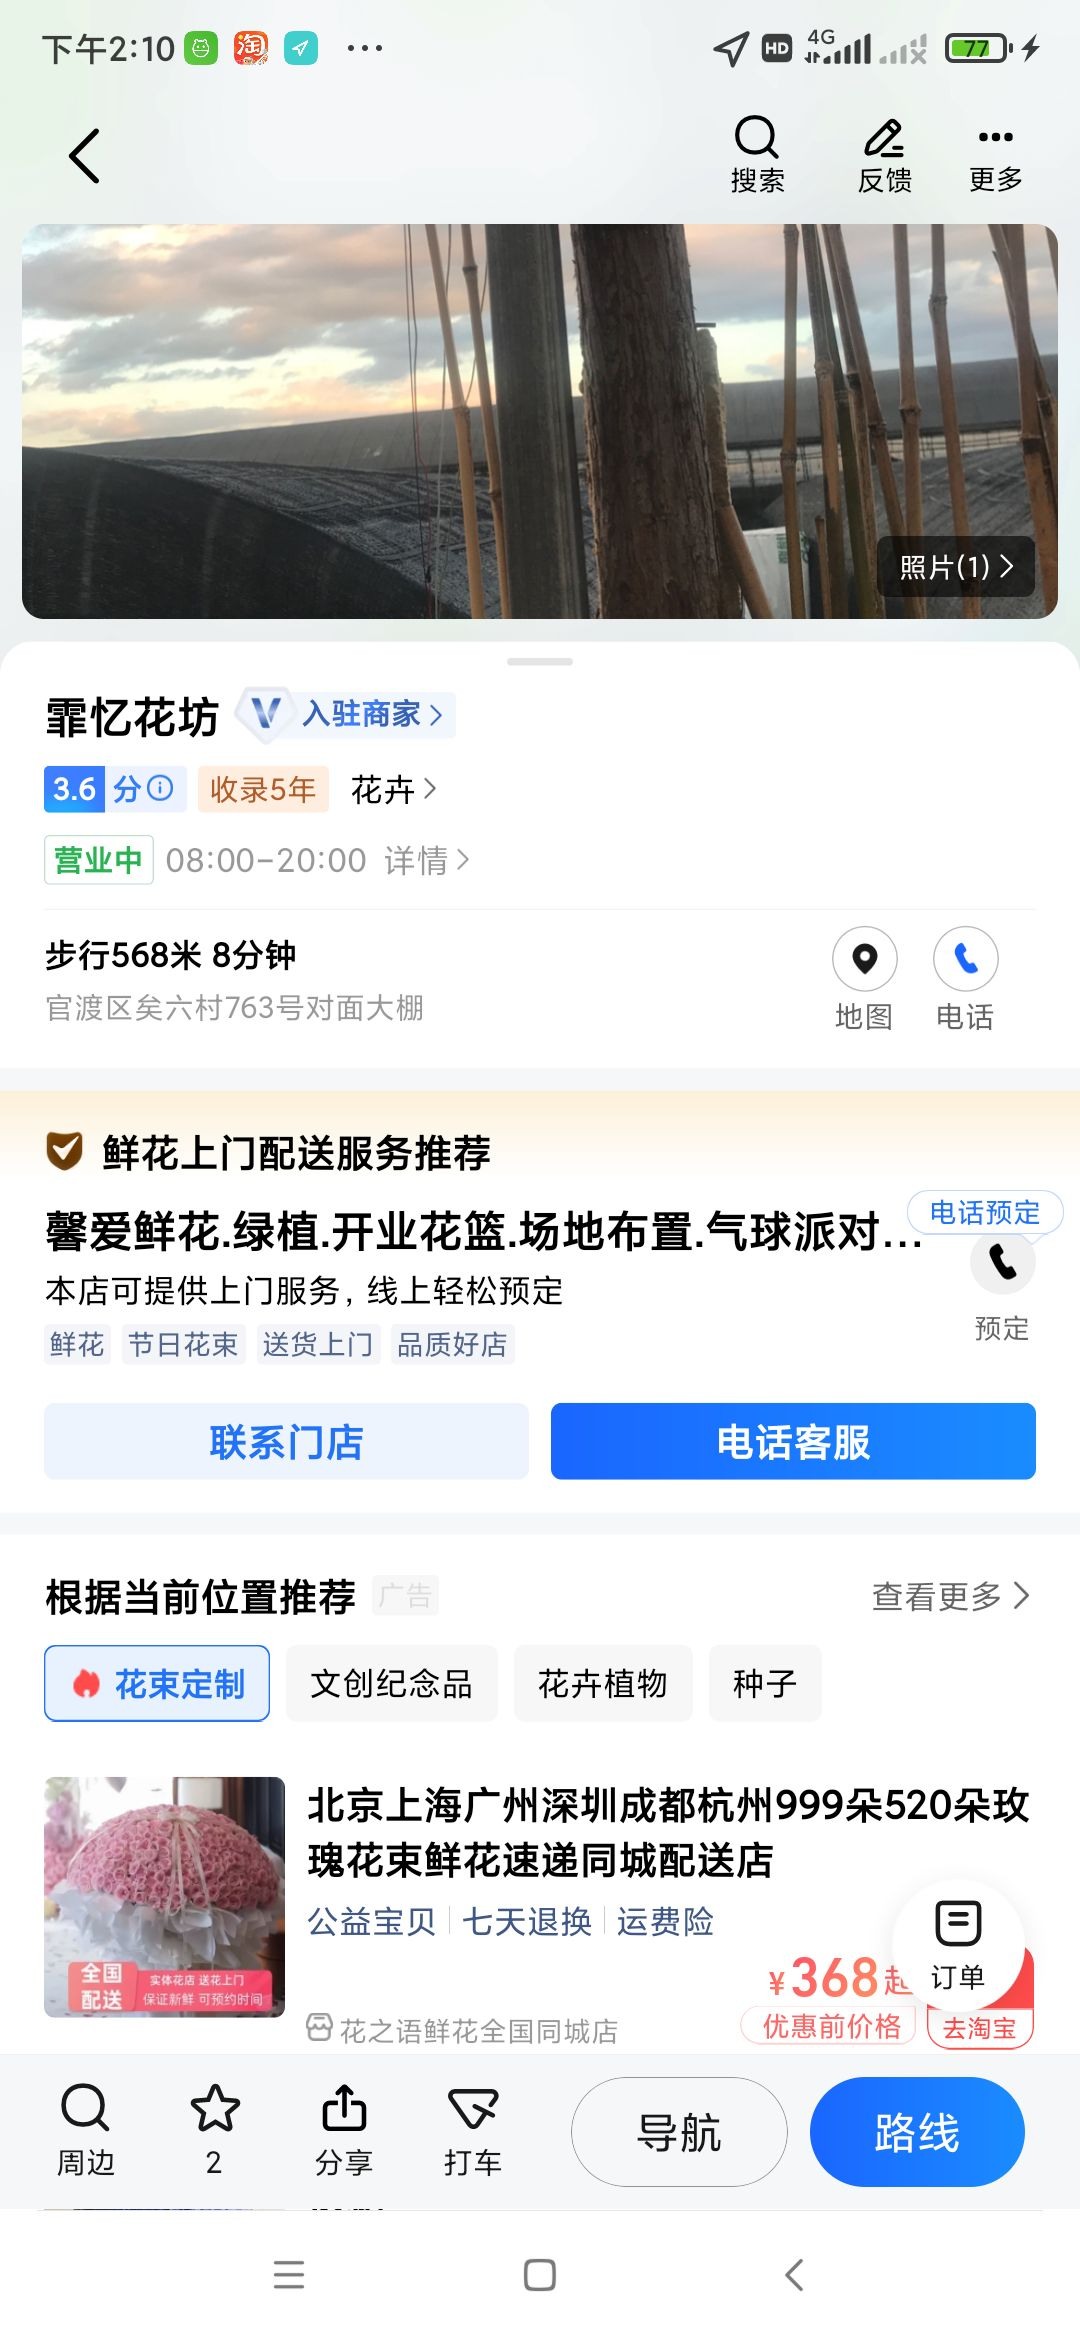 下午2:10
HD 4G 77
搜索 反馈 更多
照片(1)
霏忆花坊 入驻商家
3.6 分 收录5年 花卉
营业中 08:00-20:00 详情
步行568米 8分钟
官渡区矣六村763号对面大棚
地图 电话
鲜花上门配送服务推荐
馨爱鲜花.绿植.开业花篮.场地布置.气球派对...
电话预定
本店可提供上门服务, 线上轻松预定
预定
鲜花 节日花束 送货上门 品质好店
联系门店 电话客服
根据当前位置推荐 广告 查看更多
花束定制 文创纪念品 花卉植物 种子
北京上海广州深圳成都杭州999朵520朵玫
瑰花束鲜花速递同城配送店
公益宝贝 七天退换 运费险
全国
配送
实体花店 送花上门
保证新鲜 可预约时间
¥368起
订单
花之语鲜花全国同城店
优惠前价格 去淘宝
周边 2 分享 打车 导航 路线